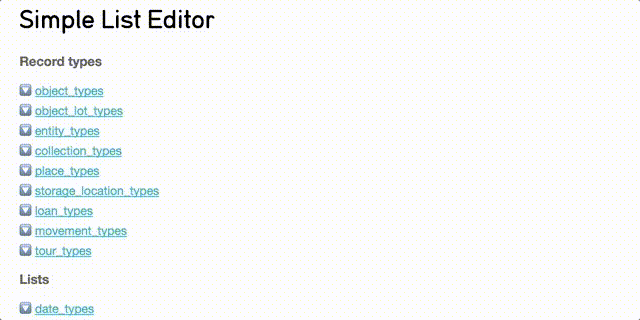 Simple List Editor
Record types
object_types
object_lot_types
entity_types
collection_types
place_types
storage_location_types
loan_types
movement_types
tour_types
Lists
date_types